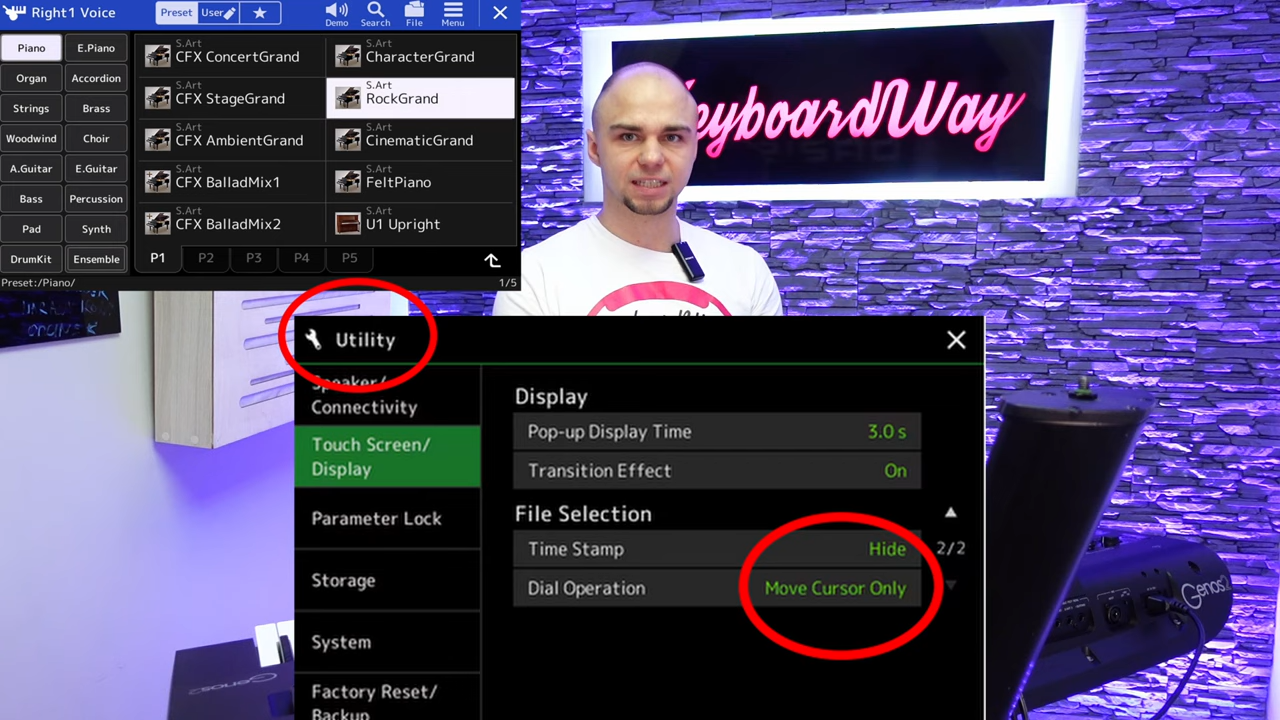 Right1 Voice
Preset
User
Demo
Search
File
Menu
Piano
E.Piano
Organ
Accordion
Strings
Brass
Woodwind
Choir
A.Guitar
E.Guitar
Bass
Percussion
Pad
Synth
DrumKit
Ensemble
S.Art
CFX ConcertGrand
S.Art
CharacterGrand
S.Art
CFX StageGrand
S.Art
RockGrand
S.Art
CFX AmbientGrand
S.Art
CinematicGrand
S.Art
CFX BalladMix1
S.Art
FeltPiano
S.Art
CFX BalladMix2
S.Art
U1 Upright
P1
P2
P3
P4
P5
Preset:/Piano/
1/5
KeyboardWay
Utility
Speaker/
Connectivity
Touch Screen/
Display
Parameter Lock
Storage
System
Factory Reset/
Backup
Display
Pop-up Display Time
3.0 s
Transition Effect
On
File Selection
Time Stamp
Hide
2/2
Dial Operation
Move Cursor Only
Genos2
Genos2